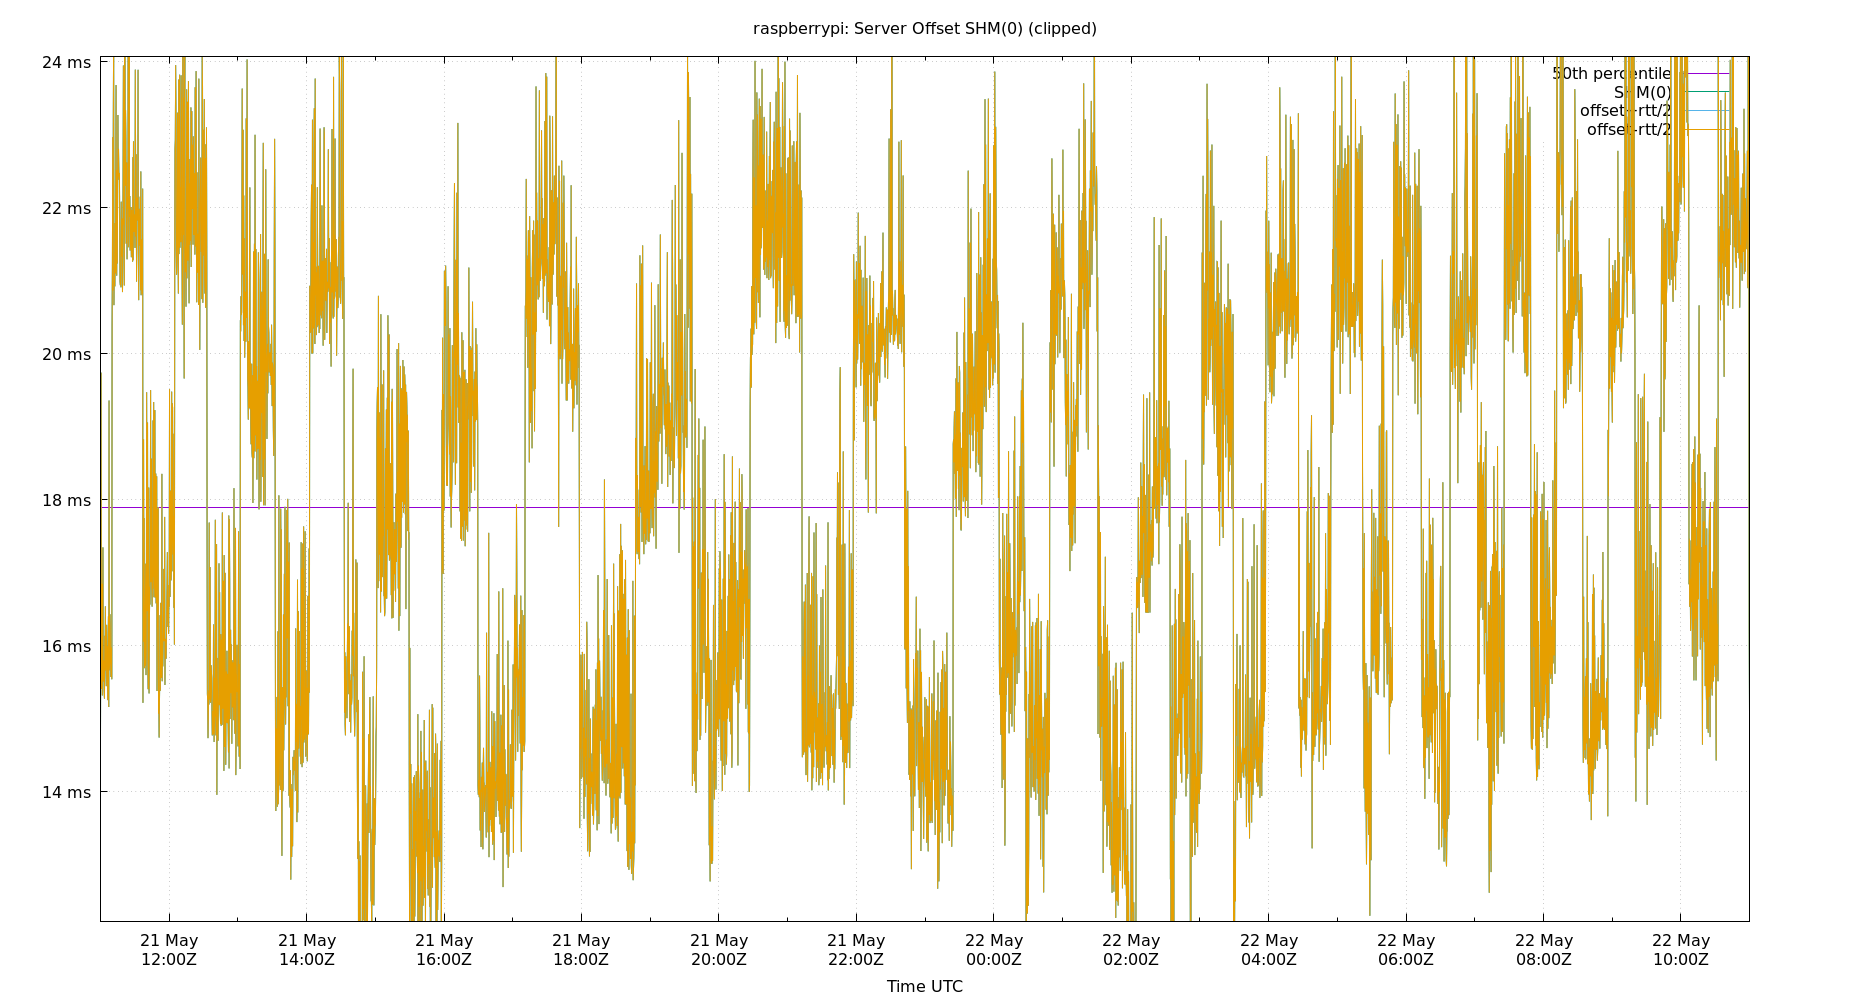 raspberrypi: Server Offset SHM(0) (clipped)
24 ms
22 ms
20 ms
18 ms
16 ms
14 ms
50th percentile
SHM(0)
offset+rtt/2
offset-rtt/2
21 May 21 May 21 May 21 May 21 May 21 May 22 May 22 May 22 May 22 May 22 May 22 May
12:00Z 14:00Z 16:00Z 18:00Z 20:00Z 22:00Z 00:00Z 02:00Z 04:00Z 06:00Z 08:00Z 10:00Z
Time UTC